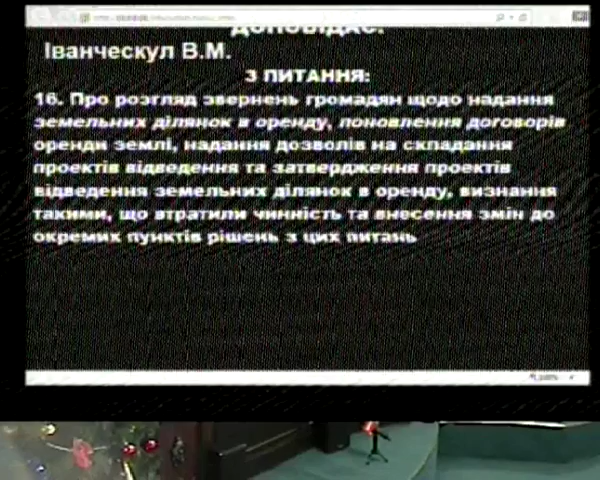 ДОПОВІДАЄ:
Іванческул В.М.
З ПИТАННЯ:
16. Про розгляд звернень громадян щодо надання
земельних ділянок в оренду, поновлення договорів
оренди землі, надання дозволів на складання
проектів відведення та затвердження проектів
відведення земельних ділянок в оренду, визнання
такими, що втратили чинність та внесення змін до
окремих пунктів рішень з цих питань